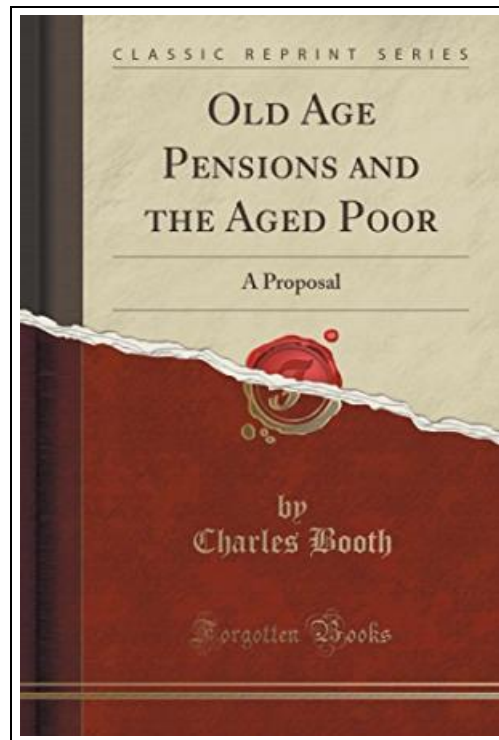 CLASSIC REPRINT SERIES
OLD AGE
PENSIONS AND
THE AGED POOR
A Proposal
by
Charles Booth
Forgotten Books